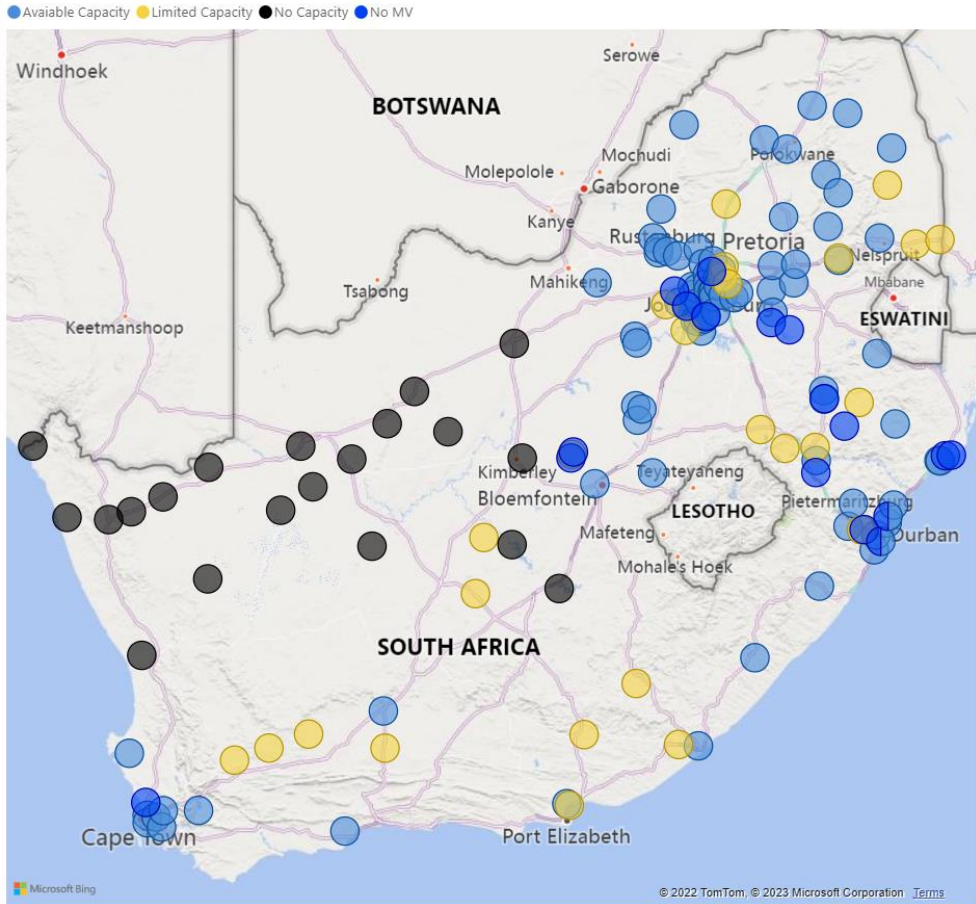 Avaiable Capacity Limited Capacity No Capacity No MV
Windhoek
Serowe
BOTSWANA
Mochudi
Molepolole
Gaborone
Polokwane
Kanye
Pretoria
Mahikeng
Nelspruit
Tsabong
Mbabane
Keetmanshoop
ESWATINI
Kimberley
Teyateyaneng
Bloemfontein
Pietermaritzburg
LESOTHO
Mafeteng
Durban
Mohale's Hoek
SOUTH AFRICA
Cape Town
Port Elizabeth
Microsoft Bing
© 2022 TomTom, © 2023 Microsoft Corporation Terms